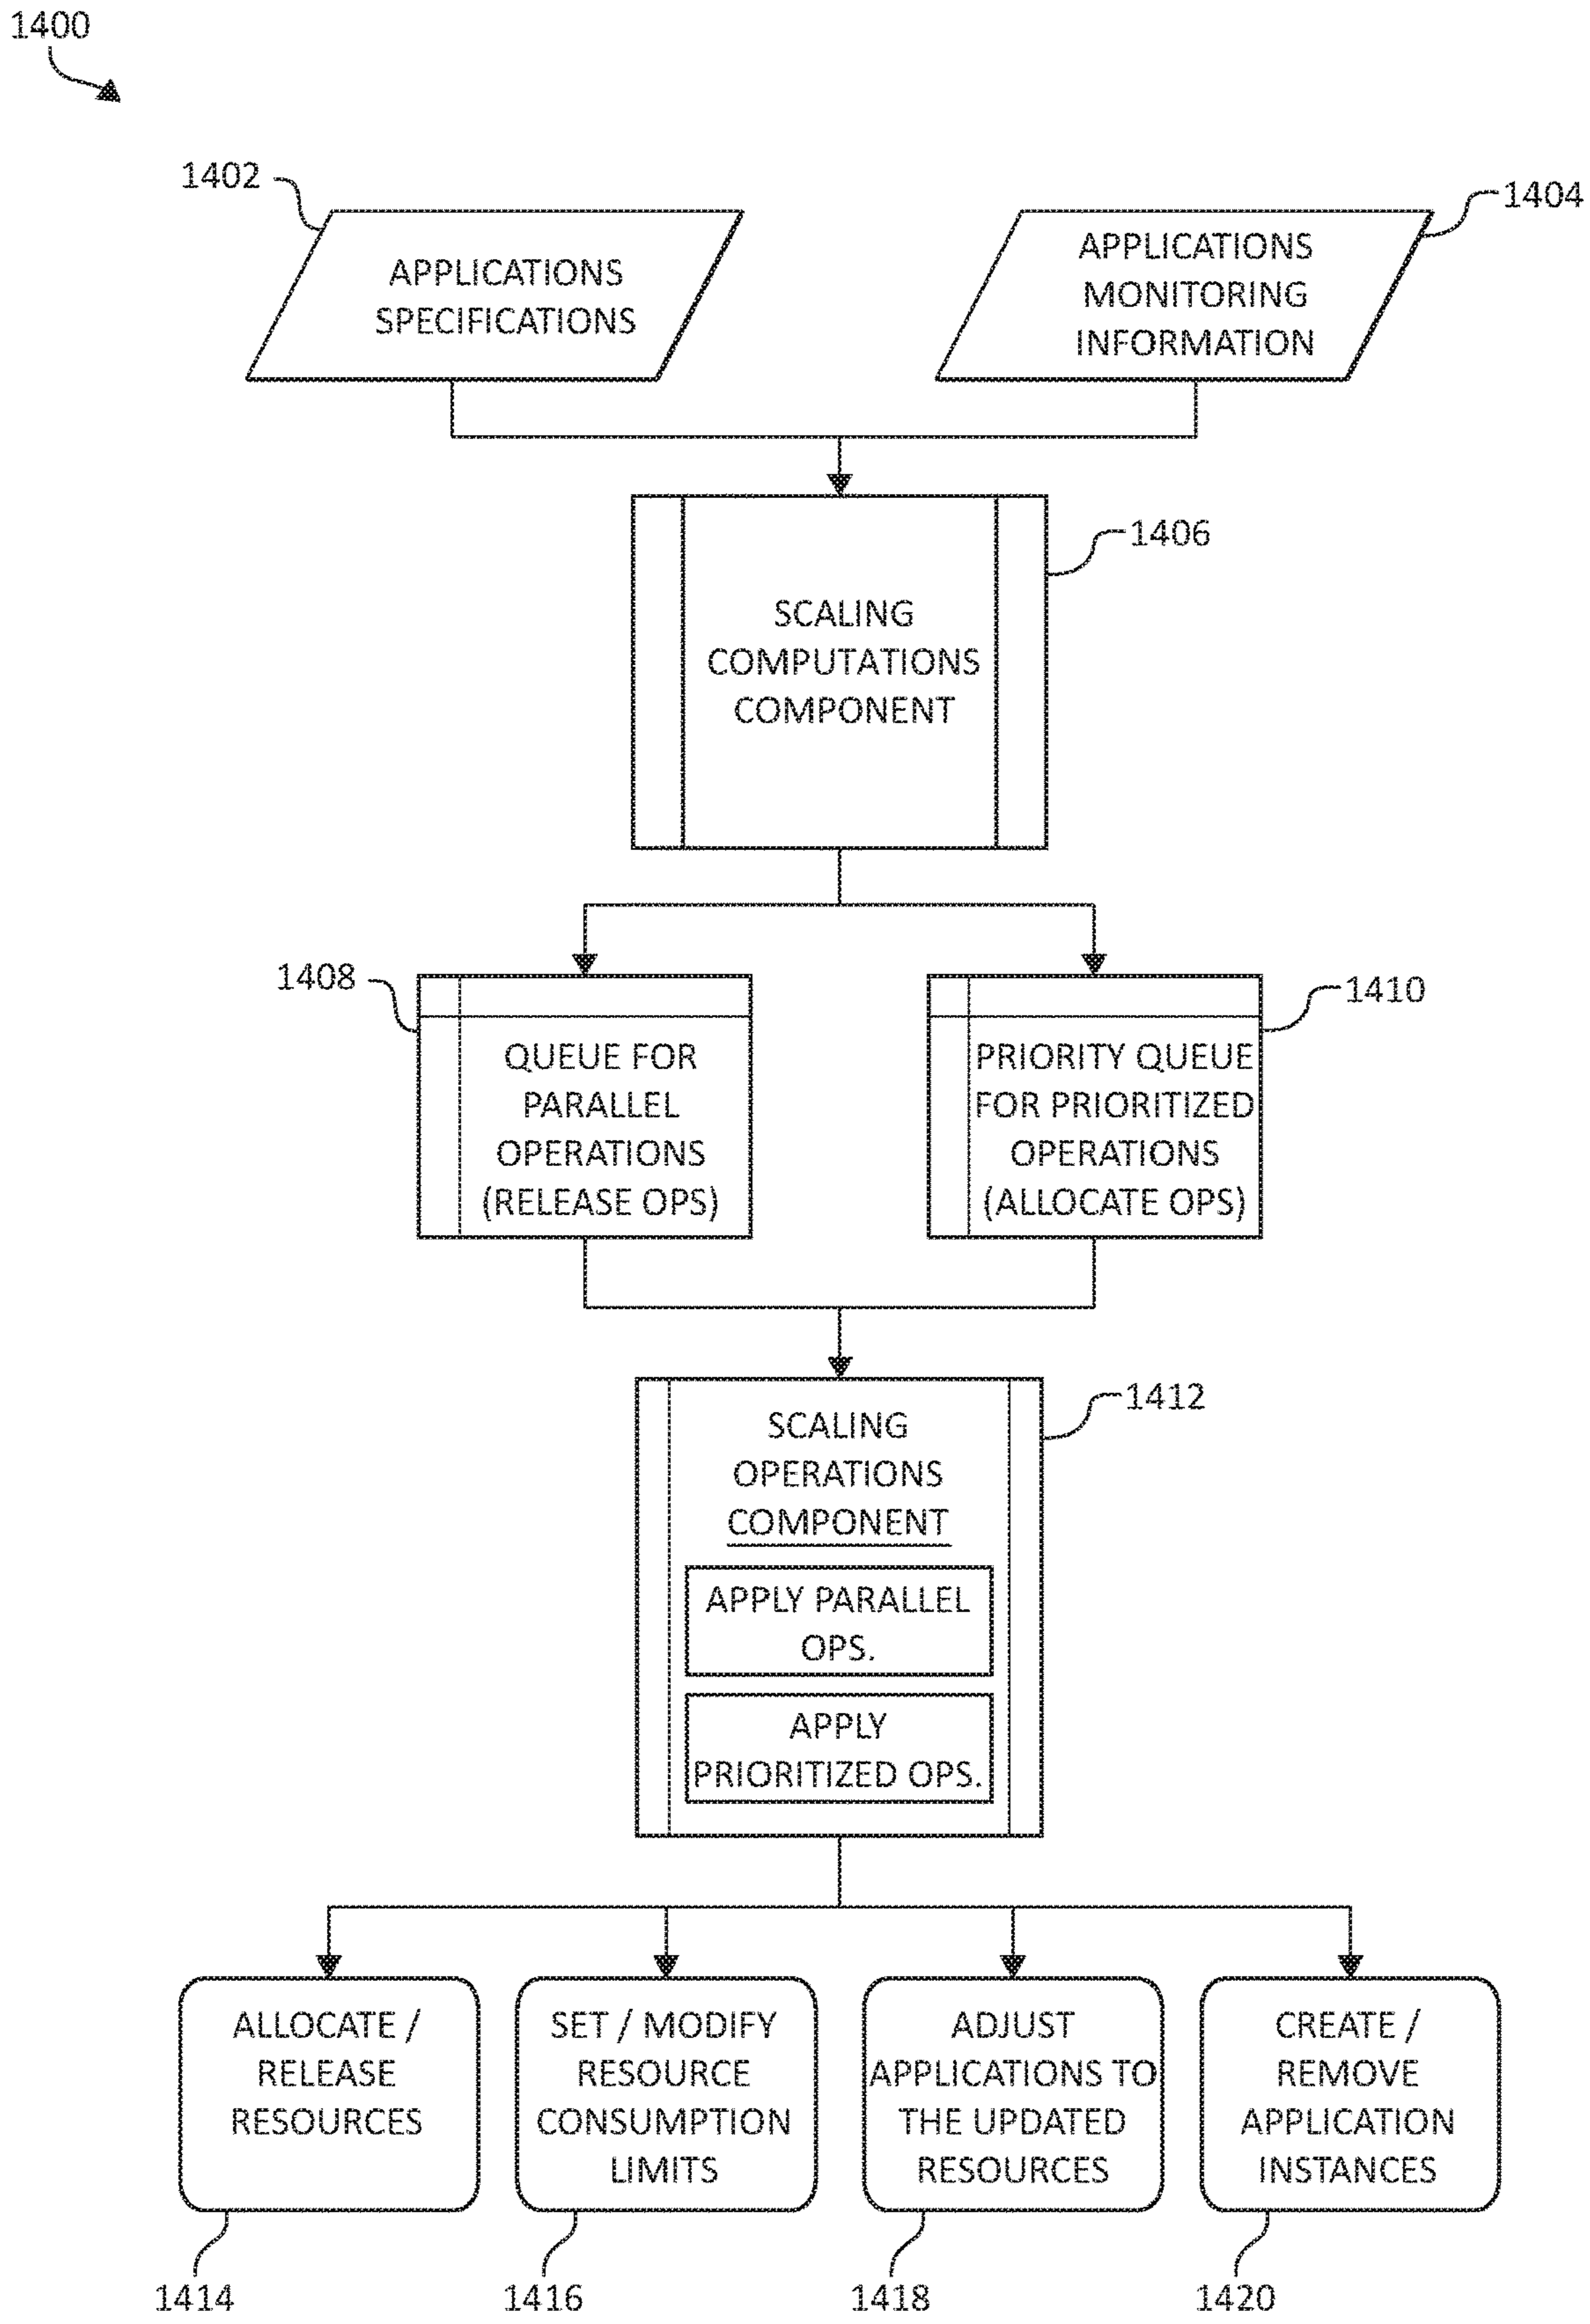 1400
1402
1404
APPLICATIONS
SPECIFICATIONS
APPLICATIONS
MONITORING
INFORMATION
1406
SCALING
COMPUTATIONS
COMPONENT
1408
1410
QUEUE FOR
PARALLEL
OPERATIONS
(RELEASE OPS)
PRIORITY QUEUE
FOR PRIORITIZED
OPERATIONS
(ALLOCATE OPS)
1412
SCALING
OPERATIONS
COMPONENT
APPLY PARALLEL
OPS.
APPLY
PRIORITIZED OPS.
ALLOCATE /
RELEASE
RESOURCES
SET / MODIFY
RESOURCE
CONSUMPTION
LIMITS
ADJUST
APPLICATIONS TO
THE UPDATED
RESOURCES
CREATE /
REMOVE
APPLICATION
INSTANCES
1414
1416
1418
1420